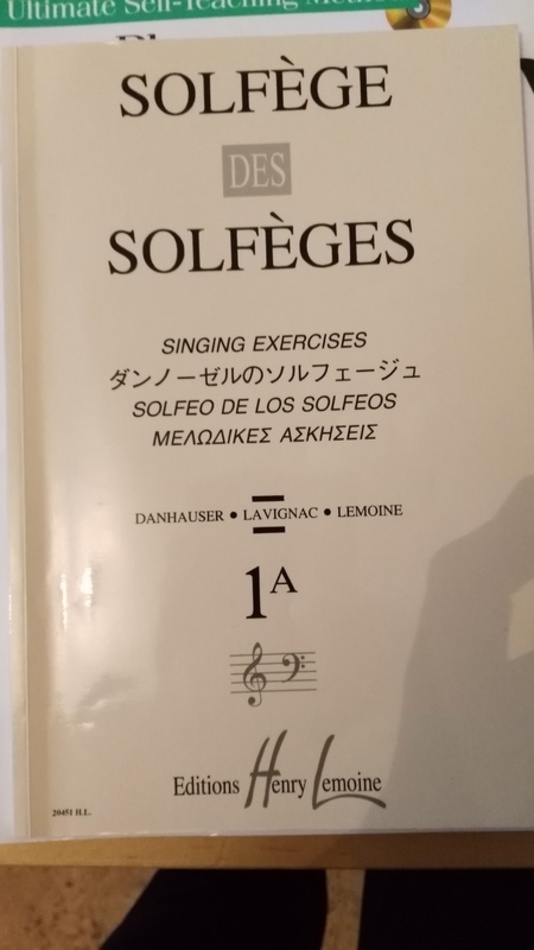 Ultimate Self-Teaching
SOLFÈGE
DES
SOLFÈGES
SINGING EXERCISES
ダンノーゼルのソルフェージュ
SOLFEO DE LOS SOLFEOS
ΜΕΛΩΔΙΚΕΣ ΑΣΚΗΣΕΙΣ
DANHAUSER • LAVIGNAC • LEMOINE
1A
Editions Henry Lemoine
20451 H.L.